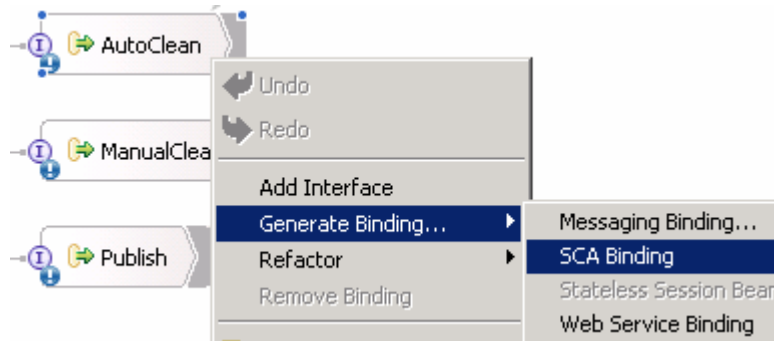 AutoClean
Undo
Redo
ManualClea
Add Interface
Generate Binding...
Messaging Binding...
Publish
Refactor
SCA Binding
Remove Binding
Stateless Session Bean
Web Service Binding